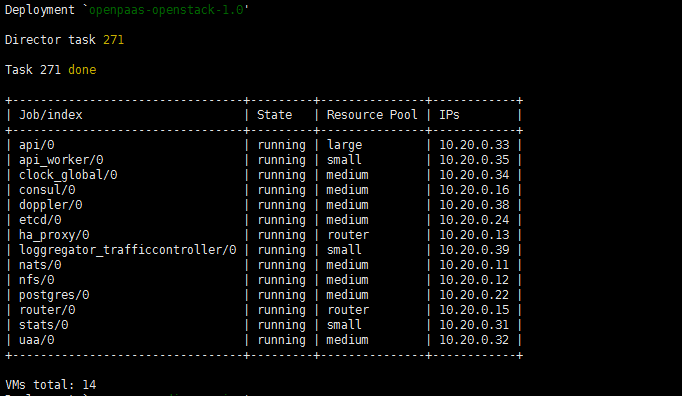 Deployment `openpaas-openstack-1.0'
Director task 271
Task 271 done
+---------------------------------+---------+---------------+------------+
| Job/index                       | State   | Resource Pool | IPs        |
+---------------------------------+---------+---------------+------------+
| api/0                           | running | large         | 10.20.0.33 |
| api_worker/0                    | running | small         | 10.20.0.35 |
| clock_global/0                  | running | medium        | 10.20.0.34 |
| consul/0                        | running | medium        | 10.20.0.16 |
| doppler/0                       | running | medium        | 10.20.0.38 |
| etcd/0                          | running | medium        | 10.20.0.24 |
| ha_proxy/0                      | running | router        | 10.20.0.13 |
| loggregator_trafficcontroller/0 | running | small         | 10.20.0.39 |
| nats/0                          | running | medium        | 10.20.0.11 |
| nfs/0                           | running | medium        | 10.20.0.12 |
| postgres/0                      | running | medium        | 10.20.0.22 |
| router/0                        | running | router        | 10.20.0.15 |
| stats/0                         | running | small         | 10.20.0.31 |
| uaa/0                           | running | medium        | 10.20.0.32 |
+---------------------------------+---------+---------------+------------+
VMs total: 14